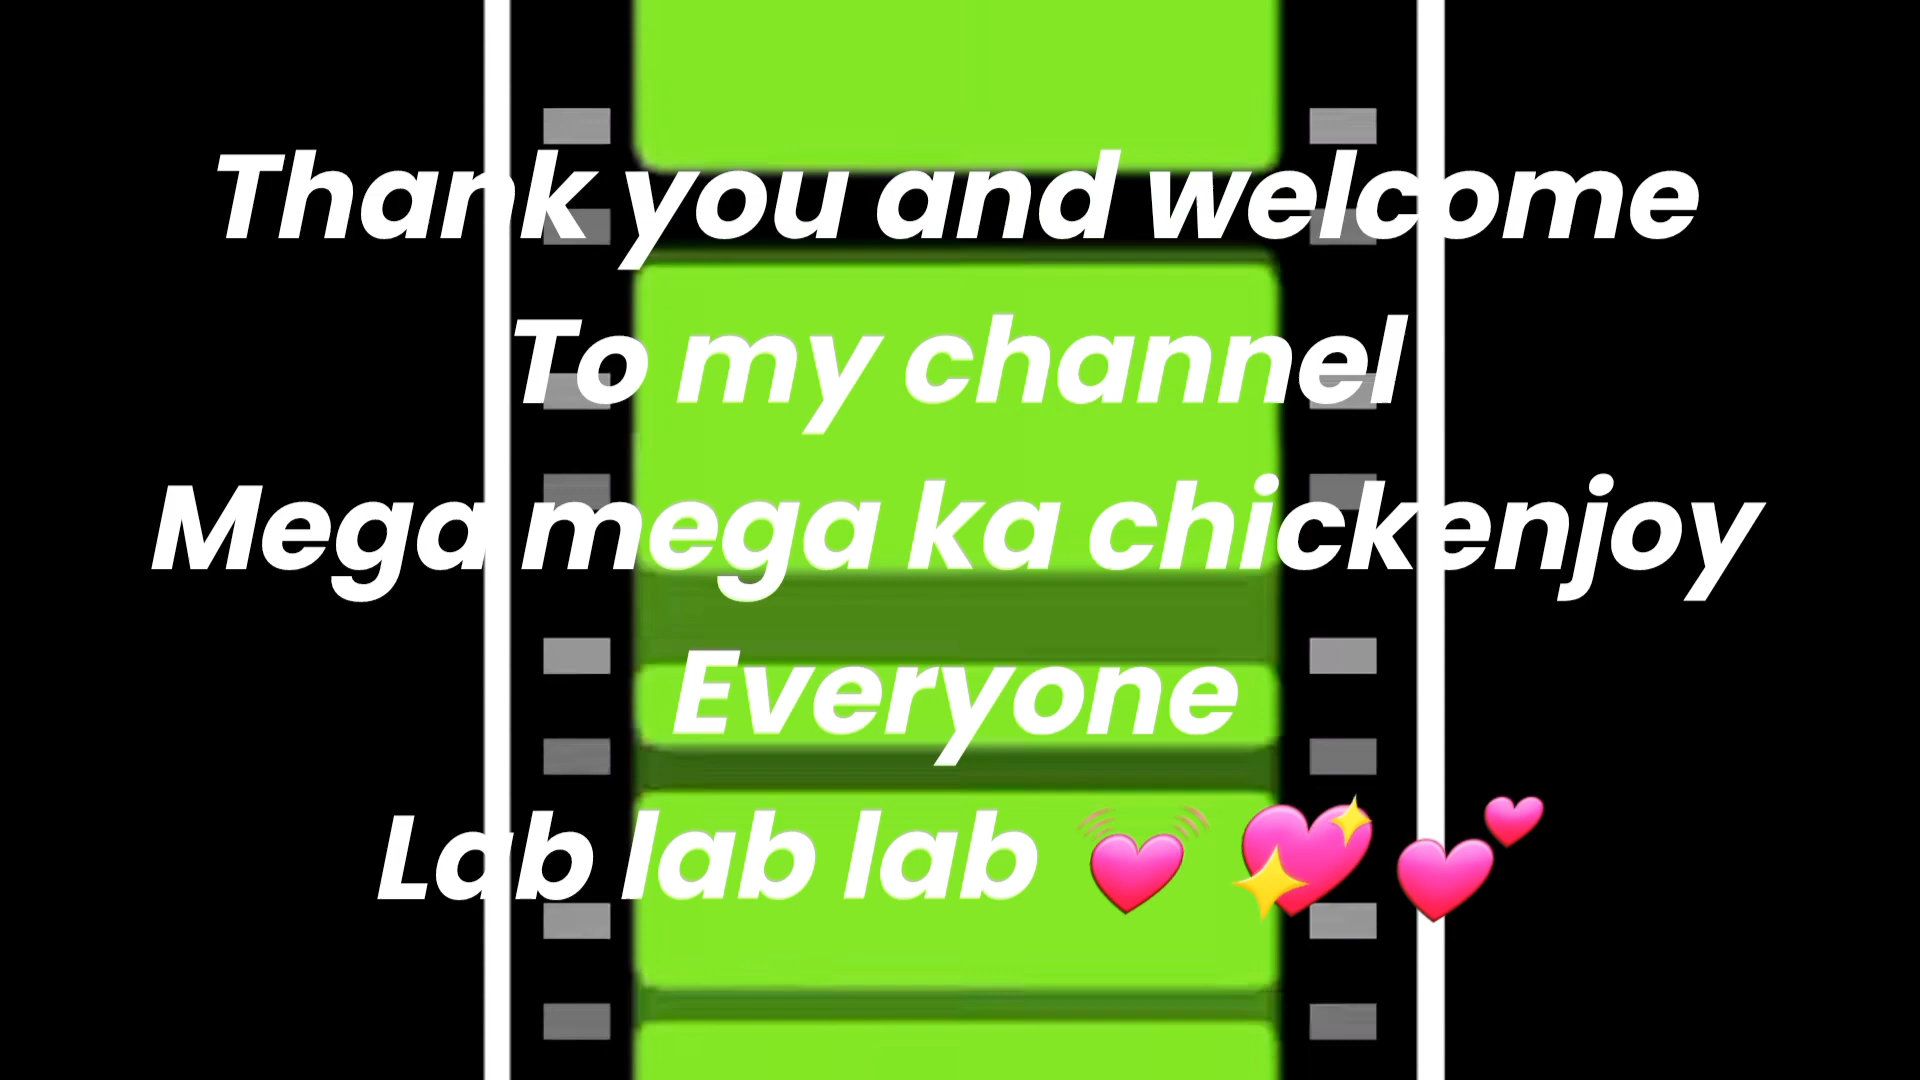 Thank you and welcome
To my channel
Mega mega ka chickenjoy
Everyone
Lab lab lab 💓 💖 💕